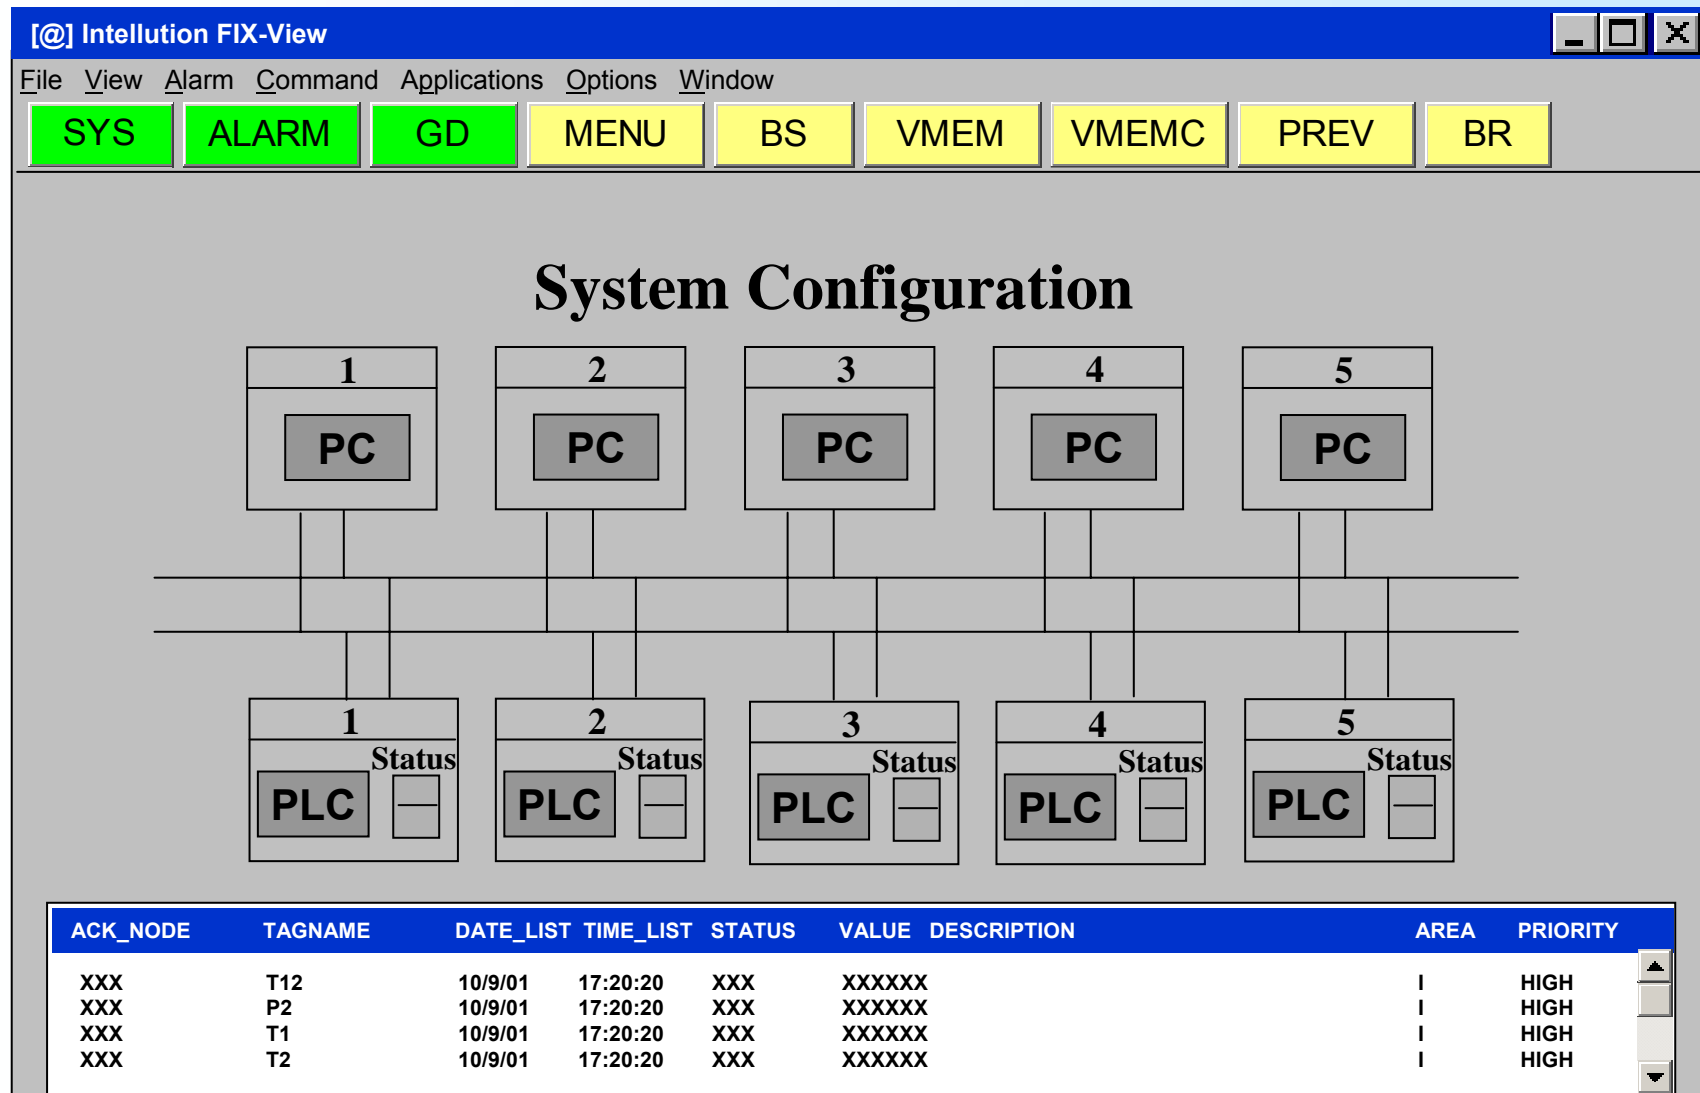 [@] Intellution FIX-View
File View Alarm Command Applications Options Window
SYS ALARM GD MENU BS VMEM VMEMC PREV BR
System Configuration
1 2 3 4 5
PC PC PC PC PC
1 2 3 4 5
Status Status Status Status Status
PLC PLC PLC PLC PLC
ACK_NODE TAGNAME DATE_LIST TIME_LIST STATUS VALUE DESCRIPTION AREA PRIORITY
XXX T12 10/9/01 17:20:20 XXX XXXXXX I HIGH
XXX P2 10/9/01 17:20:20 XXX XXXXXX I HIGH
XXX T1 10/9/01 17:20:20 XXX XXXXXX I HIGH
XXX T2 10/9/01 17:20:20 XXX XXXXXX I HIGH